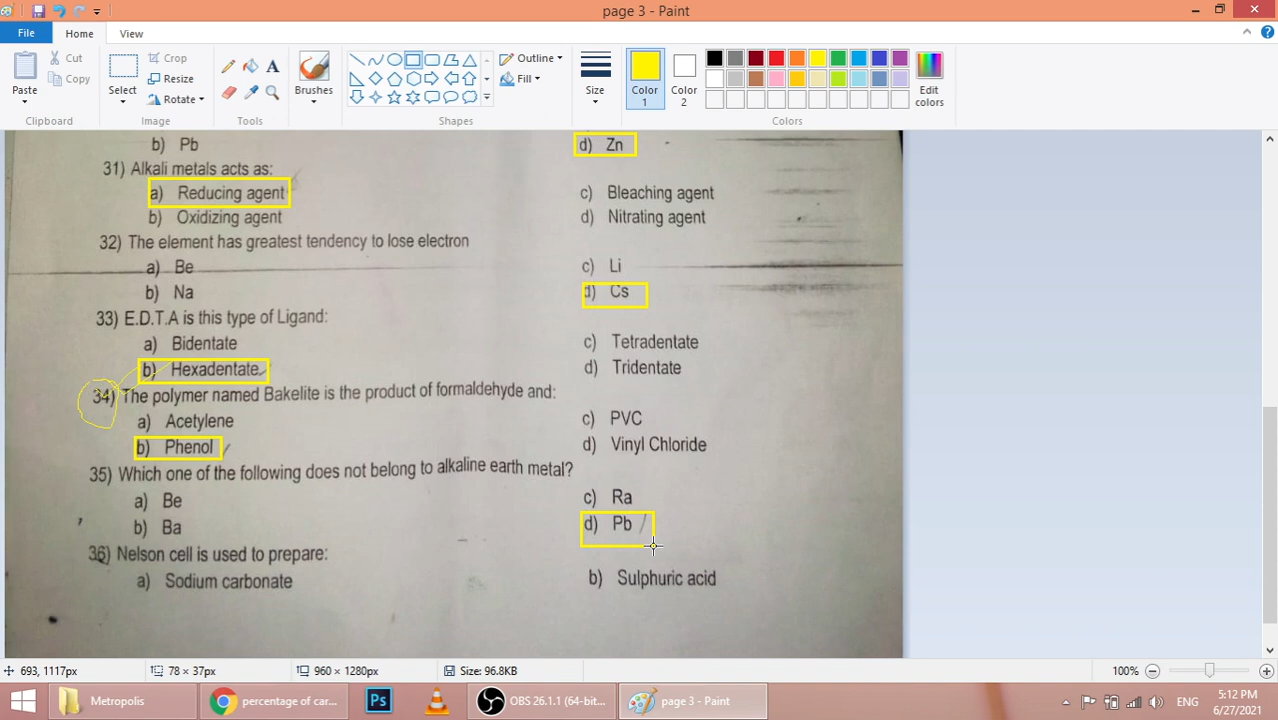 page 3 - Paint
File
Home
View
Paste
Cut
Copy
Clipboard
Select
Crop
Resize
Rotate
Image
Tools
Brushes
Shapes
Outline
Fill
Size
Color 1
Color 2
Edit colors
Colors
b) Pb
d) Zn
31) Alkali metals acts as:
a) Reducing agent
c) Bleaching agent
b) Oxidizing agent
d) Nitrating agent
32) The element has greatest tendency to lose electron
a) Be
c) Li
b) Na
d) Cs
33) E.D.T.A is this type of Ligand:
a) Bidentate
c) Tetradentate
b) Hexadentate
d) Tridentate
34) The polymer named Bakelite is the product of formaldehyde and:
a) Acetylene
c) PVC
b) Phenol
d) Vinyl Chloride
35) Which one of the following does not belong to alkaline earth metal?
a) Be
c) Ra
b) Ba
d) Pb
36) Nelson cell is used to prepare:
a) Sodium carbonate
b) Sulphuric acid
693, 1117px
78 × 37px
960 × 1280px
Size: 96.8KB
100%
Metropolis
percentage of car...
Ps
OBS 26.1.1 (64-bit...
page 3 - Paint
ENG
5:12 PM
6/27/2021